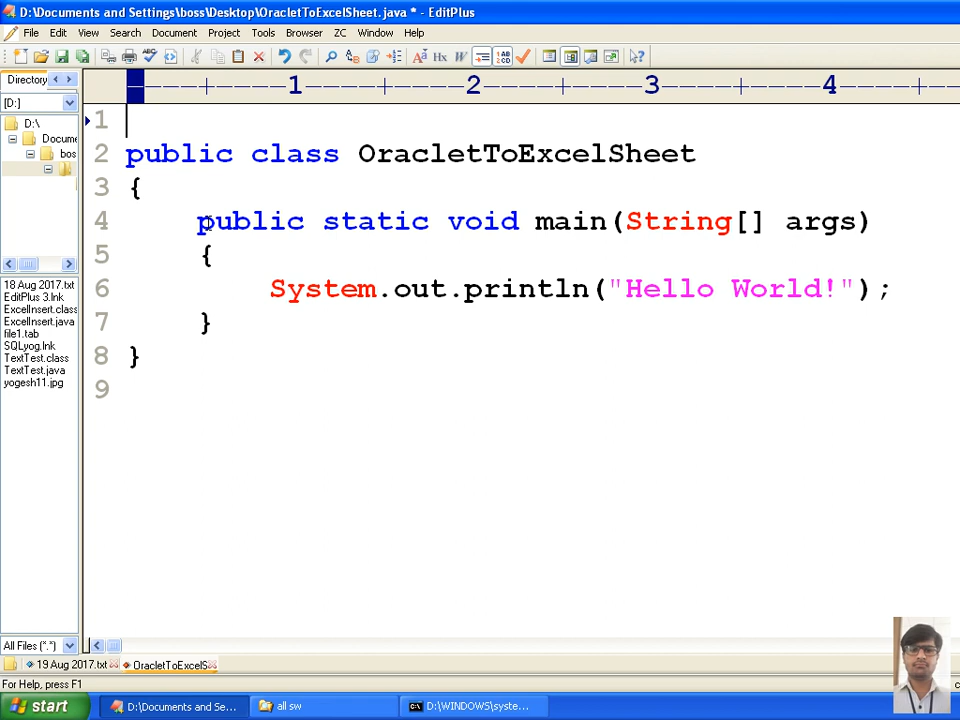 D:\Documents and Settings\boss\Desktop\OracletToExcelSheet.java * - EditPlus
File Edit View Search Document Project Tools Browser ZC Window Help
Directory
[D:]
D:\
Docume
bos
1 2 3 4
1
2 public class OracletToExcelSheet
3 {
4 public static void main(String[] args)
5 {
6 System.out.println("Hello World!");
7 }
8 }
9
18 Aug 2017.txt
EditPlus 3.lnk
ExcelInsert.class
ExcelInsert.java
file1.tab
SQLyog.lnk
TextTest.class
TextTest.java
yogesh11.jpg
All Files (*.*)
19 Aug 2017.txt OracletToExcelS
For Help, press F1
start D:\Documents and Se... all sw D:\WINDOWS\syste...